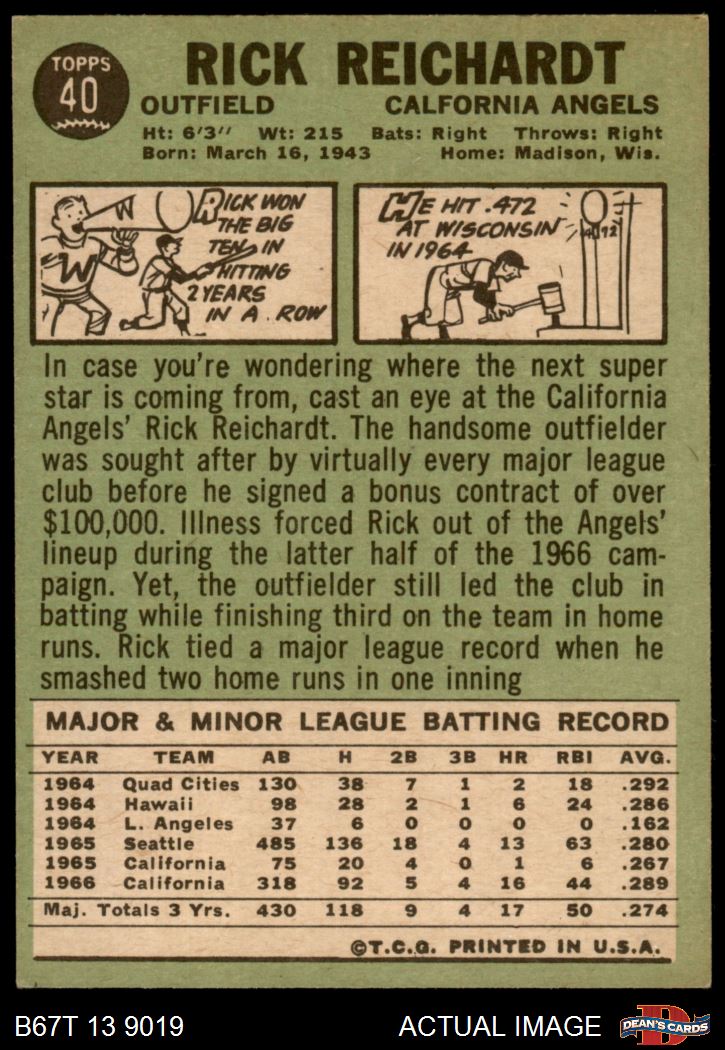 TOPPS
40
RICK REICHARDT
OUTFIELD CALFORNIA ANGELS
Ht: 6'3" Wt: 215 Bats: Right Throws: Right
Born: March 16, 1943 Home: Madison, Wis.
W
W
RICK WON
THE BIG
TEN IN
HITTING
2 YEARS
IN A ROW
HE HIT .472
AT WISCONSIN
IN 1964
.472
In case you're wondering where the next super
star is coming from, cast an eye at the California
Angels' Rick Reichardt. The handsome outfielder
was sought after by virtually every major league
club before he signed a bonus contract of over
$100,000. Illness forced Rick out of the Angels'
lineup during the latter half of the 1966 cam-
paign. Yet, the outfielder still led the club in
batting while finishing third on the team in home
runs. Rick tied a major league record when he
smashed two home runs in one inning
MAJOR & MINOR LEAGUE BATTING RECORD
YEAR TEAM AB H 2B 3B HR RBI AVG.
1964 Quad Cities 130 38 7 1 2 18 .292
1964 Hawaii 98 28 2 1 6 24 .286
1964 L. Angeles 37 6 0 0 0 0 .162
1965 Seattle 485 136 18 4 13 63 .280
1965 California 75 20 4 0 1 6 .267
1966 California 318 92 5 4 16 44 .289
Maj. Totals 3 Yrs. 430 118 9 4 17 50 .274
©T.C.G. PRINTED IN U.S.A.
B67T 13 9019 ACTUAL IMAGE
D
DEAN'S CARDS